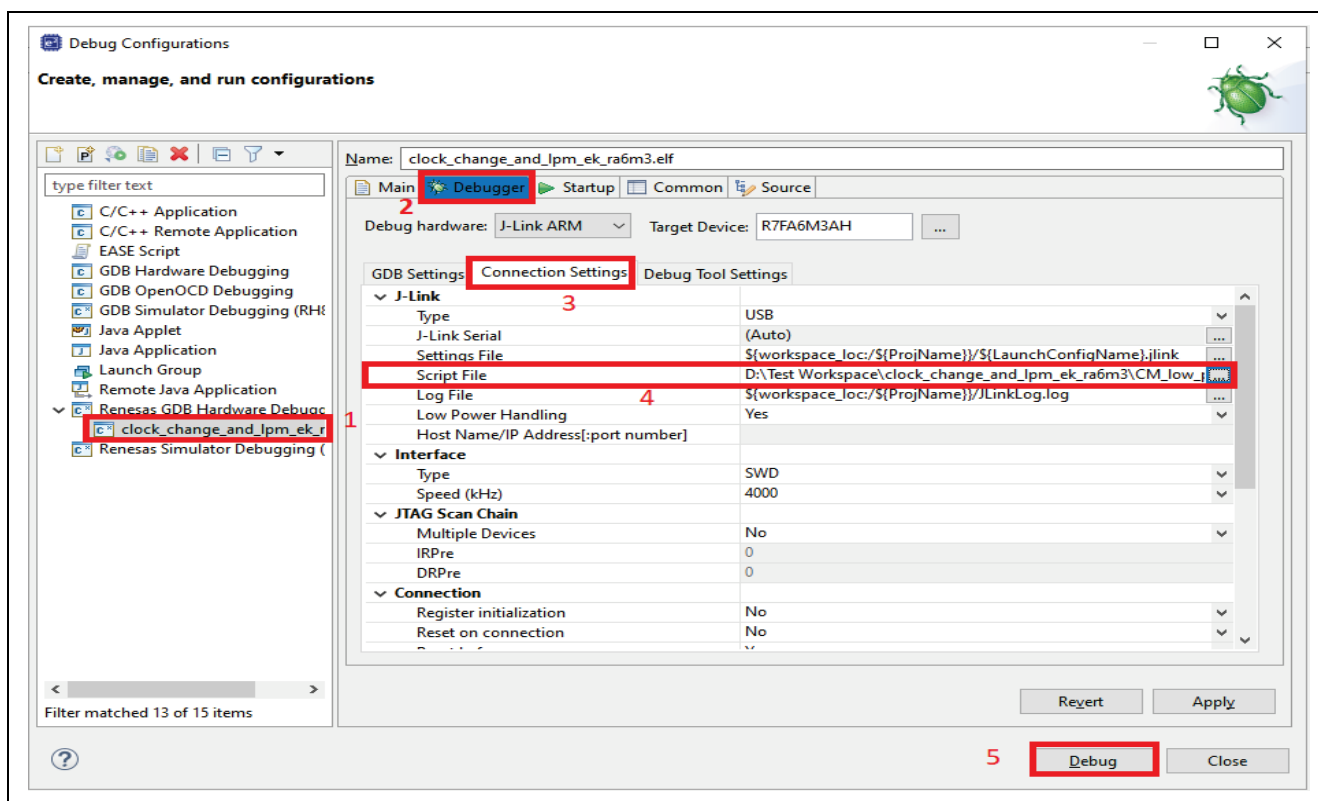 Debug Configurations
Create, manage, and run configurations
type filter text
C/C++ Application
C/C++ Remote Application
EASE Script
GDB Hardware Debugging
GDB OpenOCD Debugging
GDB Simulator Debugging (RH8
Java Applet
Java Application
Launch Group
Remote Java Application
Renesas GDB Hardware Debugg
clock_change_and_lpm_ek_r
1
Renesas Simulator Debugging (
Filter matched 13 of 15 items
Name: clock_change_and_lpm_ek_ra6m3.elf
Main Debugger Startup Common Source
2
Debug hardware: J-Link ARM Target Device: R7FA6M3AH ...
GDB Settings Connection Settings Debug Tool Settings
3
J-Link
Type USB
J-Link Serial (Auto) ...
Settings File ${workspace_loc:/${ProjName}}/${LaunchConfigName}.jlink ...
Script File D:\Test Workspace\clock_change_and_lpm_ek_ra6m3\CM_low_ ...
4
Log File ${workspace_loc:/${ProjName}}/JLinkLog.log ...
Low Power Handling Yes
Host Name/IP Address[:port number]
Interface
Type SWD
Speed (kHz) 4000
JTAG Scan Chain
Multiple Devices No
IRPre 0
DRPre 0
Connection
Register initialization No
Reset on connection No
Revert Apply
?
5
Debug Close